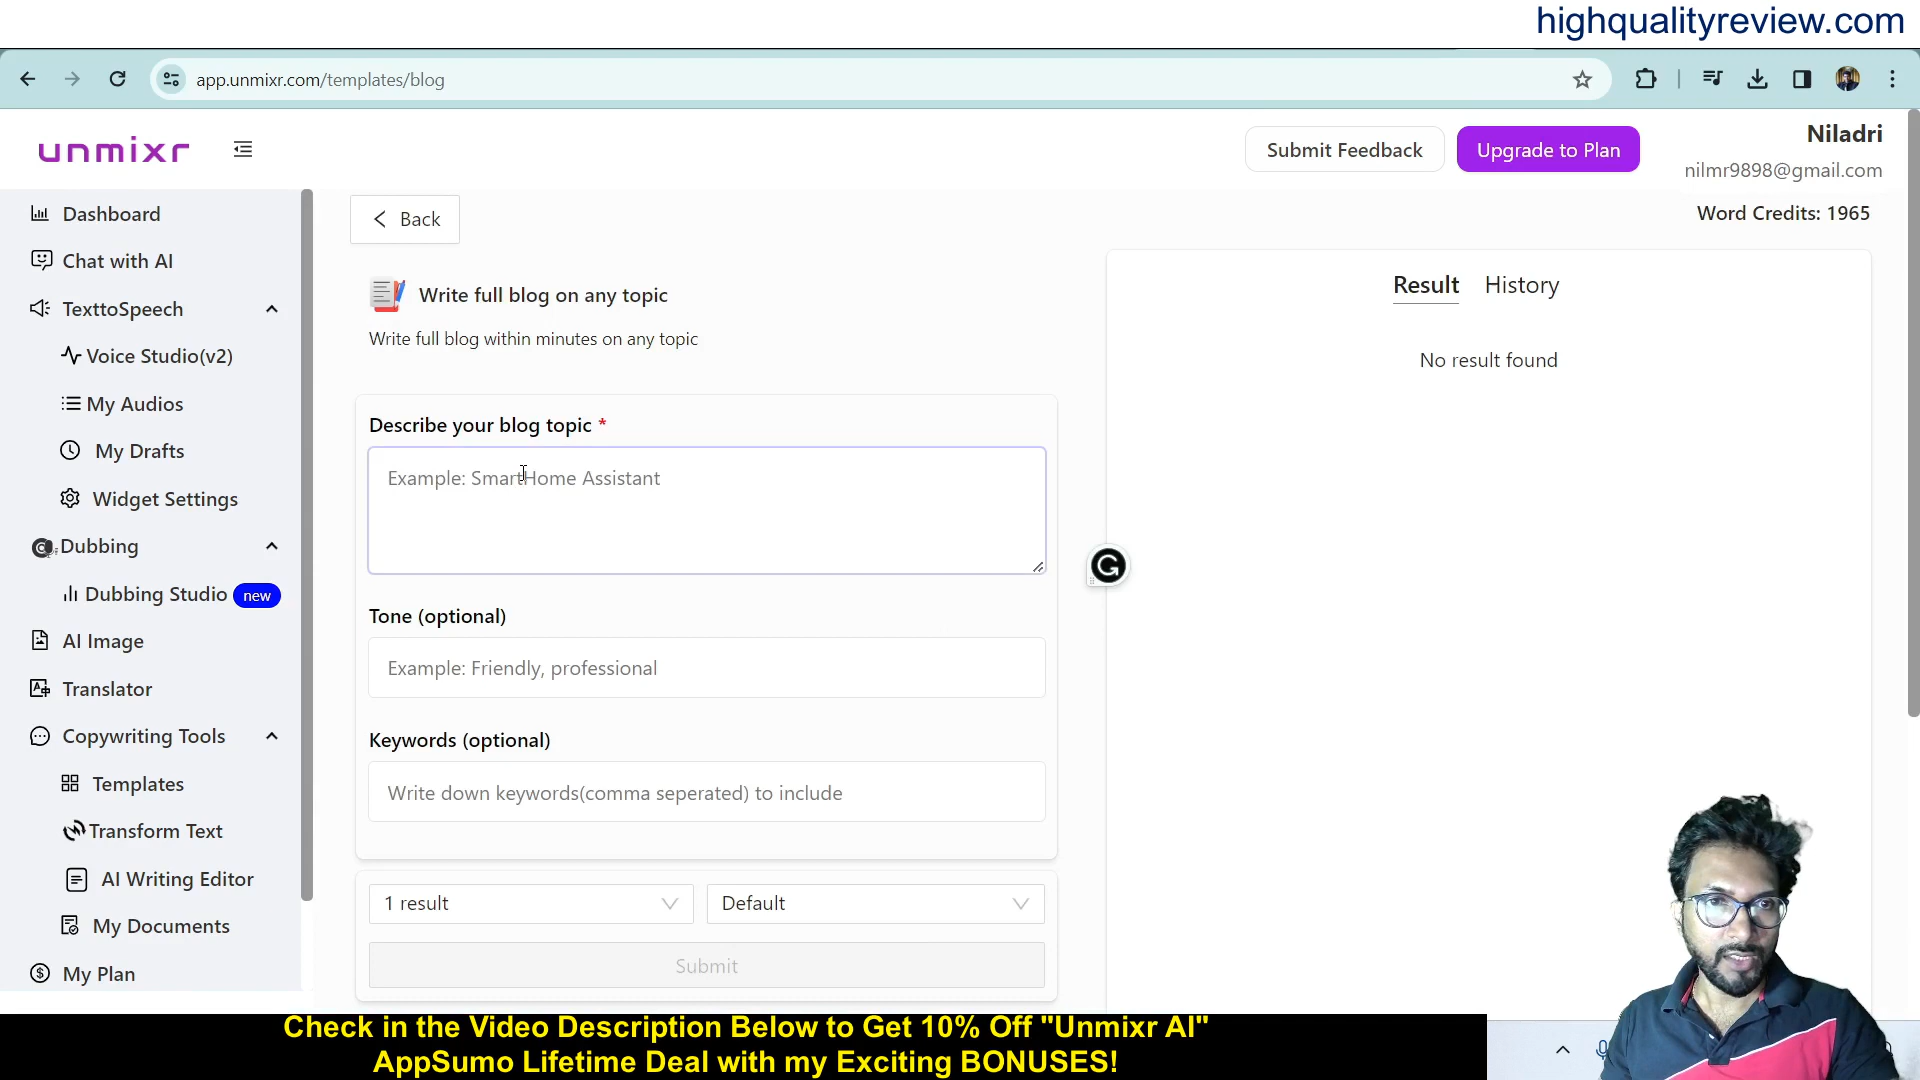 highqualityreview.com
app.unmixr.com/templates/blog
unmixr
Submit Feedback
Upgrade to Plan
Niladri
nilmr9898@gmail.com
Dashboard
Chat with AI
TexttoSpeech
Voice Studio(v2)
My Audios
My Drafts
Widget Settings
Dubbing
Dubbing Studio new
AI Image
Translator
Copywriting Tools
Templates
Transform Text
AI Writing Editor
My Documents
My Plan
Back
Word Credits: 1965
Write full blog on any topic
Write full blog within minutes on any topic
Describe your blog topic *
Example: SmartHome Assistant
Tone (optional)
Example: Friendly, professional
Keywords (optional)
Write down keywords(comma seperated) to include
1 result
Default
Submit
Result
History
No result found
Check in the Video Description Below to Get 10% Off "Unmixr AI"
AppSumo Lifetime Deal with my Exciting BONUSES!